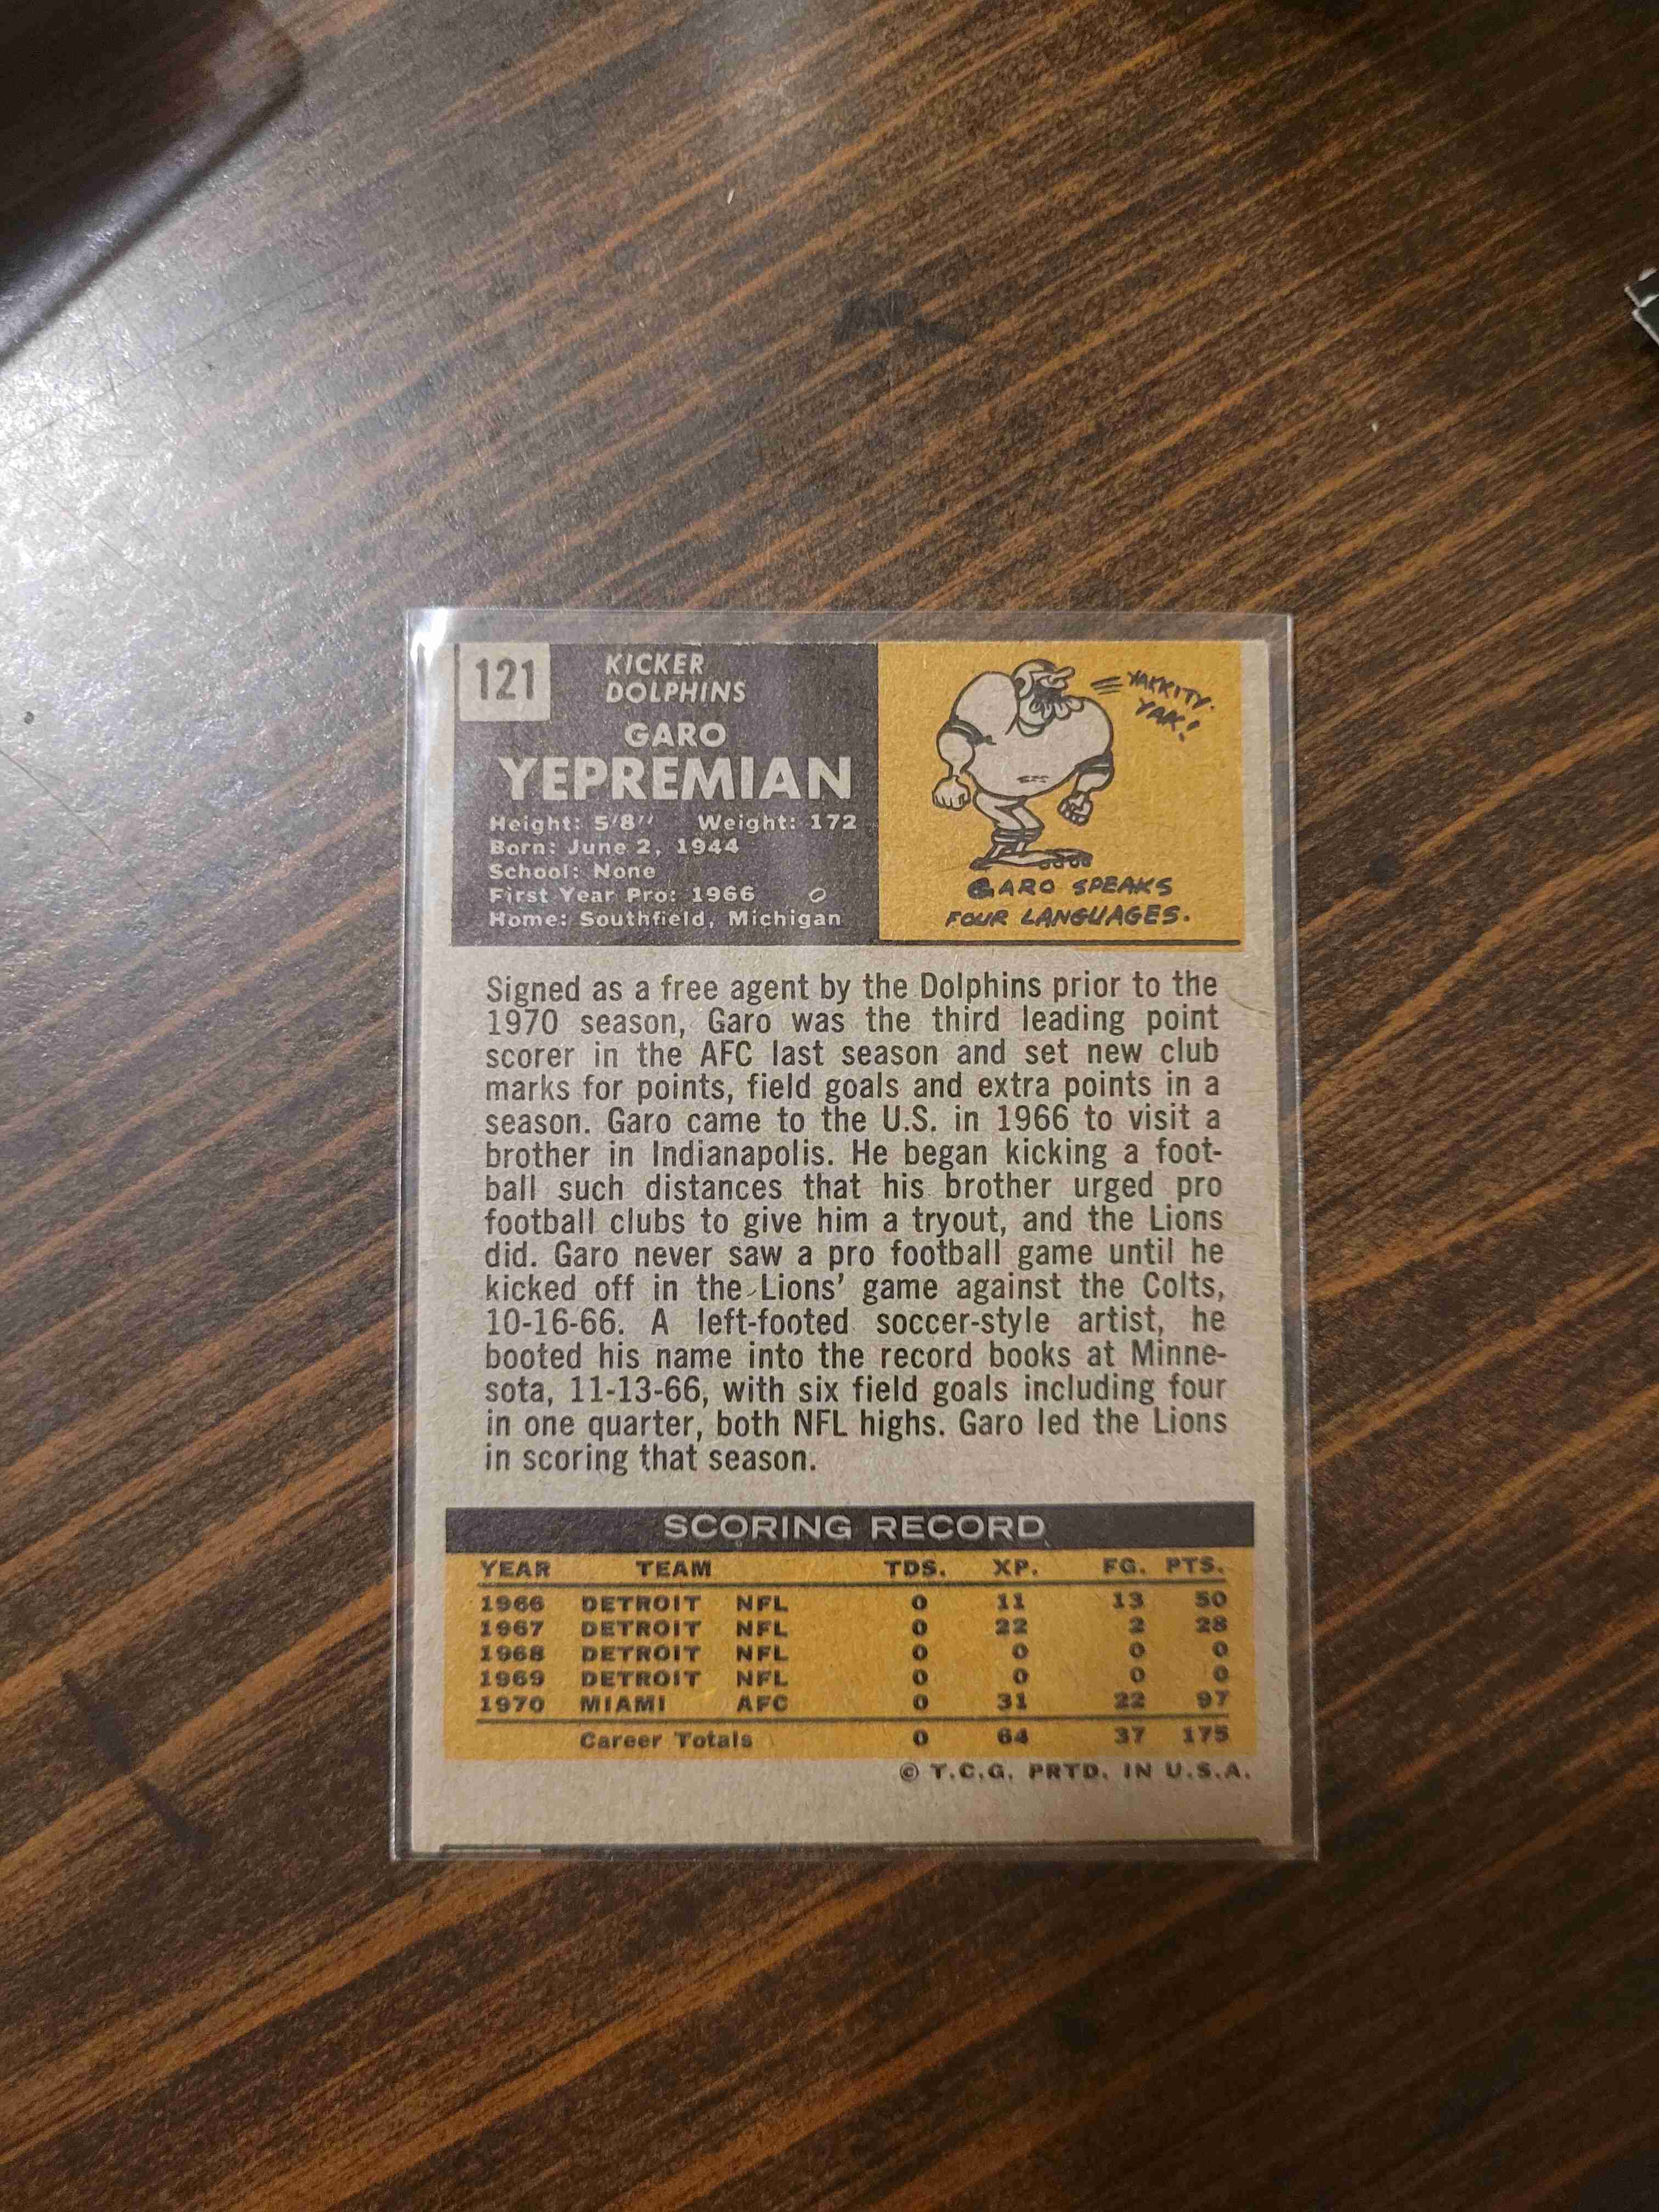 121
KICKER
DOLPHINS
GARO
YEPREMIAN
Height: 5'8'' Weight: 172
Born: June 2, 1944
School: None
First Year Pro: 1966
Home: Southfield, Michigan
YAKKITY-
YAK!
GARO SPEAKS
FOUR LANGUAGES.
Signed as a free agent by the Dolphins prior to the
1970 season, Garo was the third leading point
scorer in the AFC last season and set new club
marks for points, field goals and extra points in a
season. Garo came to the U.S. in 1966 to visit a
brother in Indianapolis. He began kicking a foot-
ball such distances that his brother urged pro
football clubs to give him a tryout, and the Lions
did. Garo never saw a pro football game until he
kicked off in the Lions' game against the Colts,
10-16-66. A left-footed soccer-style artist, he
booted his name into the record books at Minne-
sota, 11-13-66, with six field goals including four
in one quarter, both NFL highs. Garo led the Lions
in scoring that season.
SCORING RECORD
YEAR TEAM TDS. XP. FG. PTS.
1966 DETROIT NFL 0 11 13 50
1967 DETROIT NFL 0 22 2 28
1968 DETROIT NFL 0 0 0 0
1969 DETROIT NFL 0 0 0 0
1970 MIAMI AFC 0 31 22 97
Career Totals 0 64 37 175
© T.C.G. PRTD. IN U.S.A.